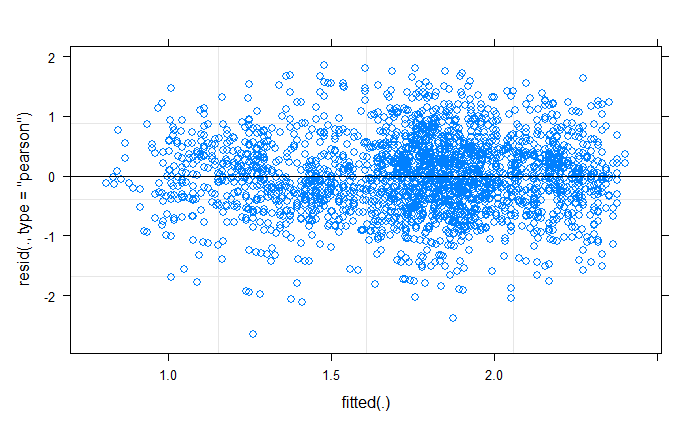 2
1
0
-1
-2
resid(., type = "pearson")
1.0 1.5 2.0
fitted(.)